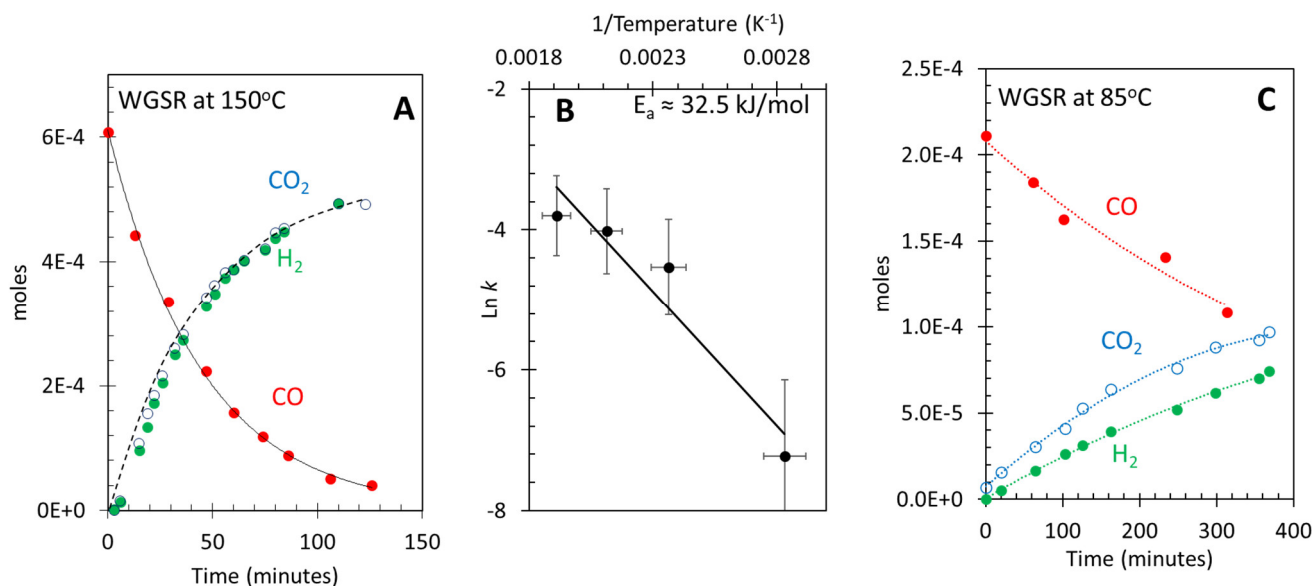 WGSR at 150°C
A
6E-4
4E-4
2E-4
0E+0
moles
CO₂
H₂
CO
0
50
100
150
Time (minutes)
1/Temperature (K⁻¹)
0.0018
0.0023
0.0028
-2
-4
-6
-8
Ln k
B
Eₐ ≈ 32.5 kJ/mol
WGSR at 85°C
C
2.5E-4
2.0E-4
1.5E-4
1.0E-4
5.0E-5
0.0E+0
moles
CO
CO₂
H₂
0
100
200
300
400
Time (minutes)